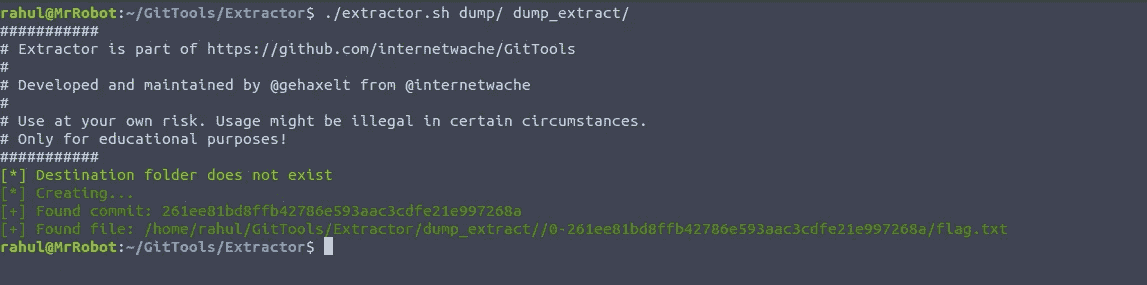 rahul@MrRobot:~/GitTools/Extractor$ ./extractor.sh dump/ dump_extract/
###########
# Extractor is part of https://github.com/internetwache/GitTools
#
# Developed and maintained by @gehaxelt from @internetwache
#
# Use at your own risk. Usage might be illegal in certain circumstances.
# Only for educational purposes!
###########
[*] Destination folder does not exist
[*] Creating...
[+] Found commit: 261ee81bd8ffb42786e593aac3cdfe21e997268a
[+] Found file: /home/rahul/GitTools/Extractor/dump_extract//0-261ee81bd8ffb42786e593aac3cdfe21e997268a/flag.txt
rahul@MrRobot:~/GitTools/Extractor$